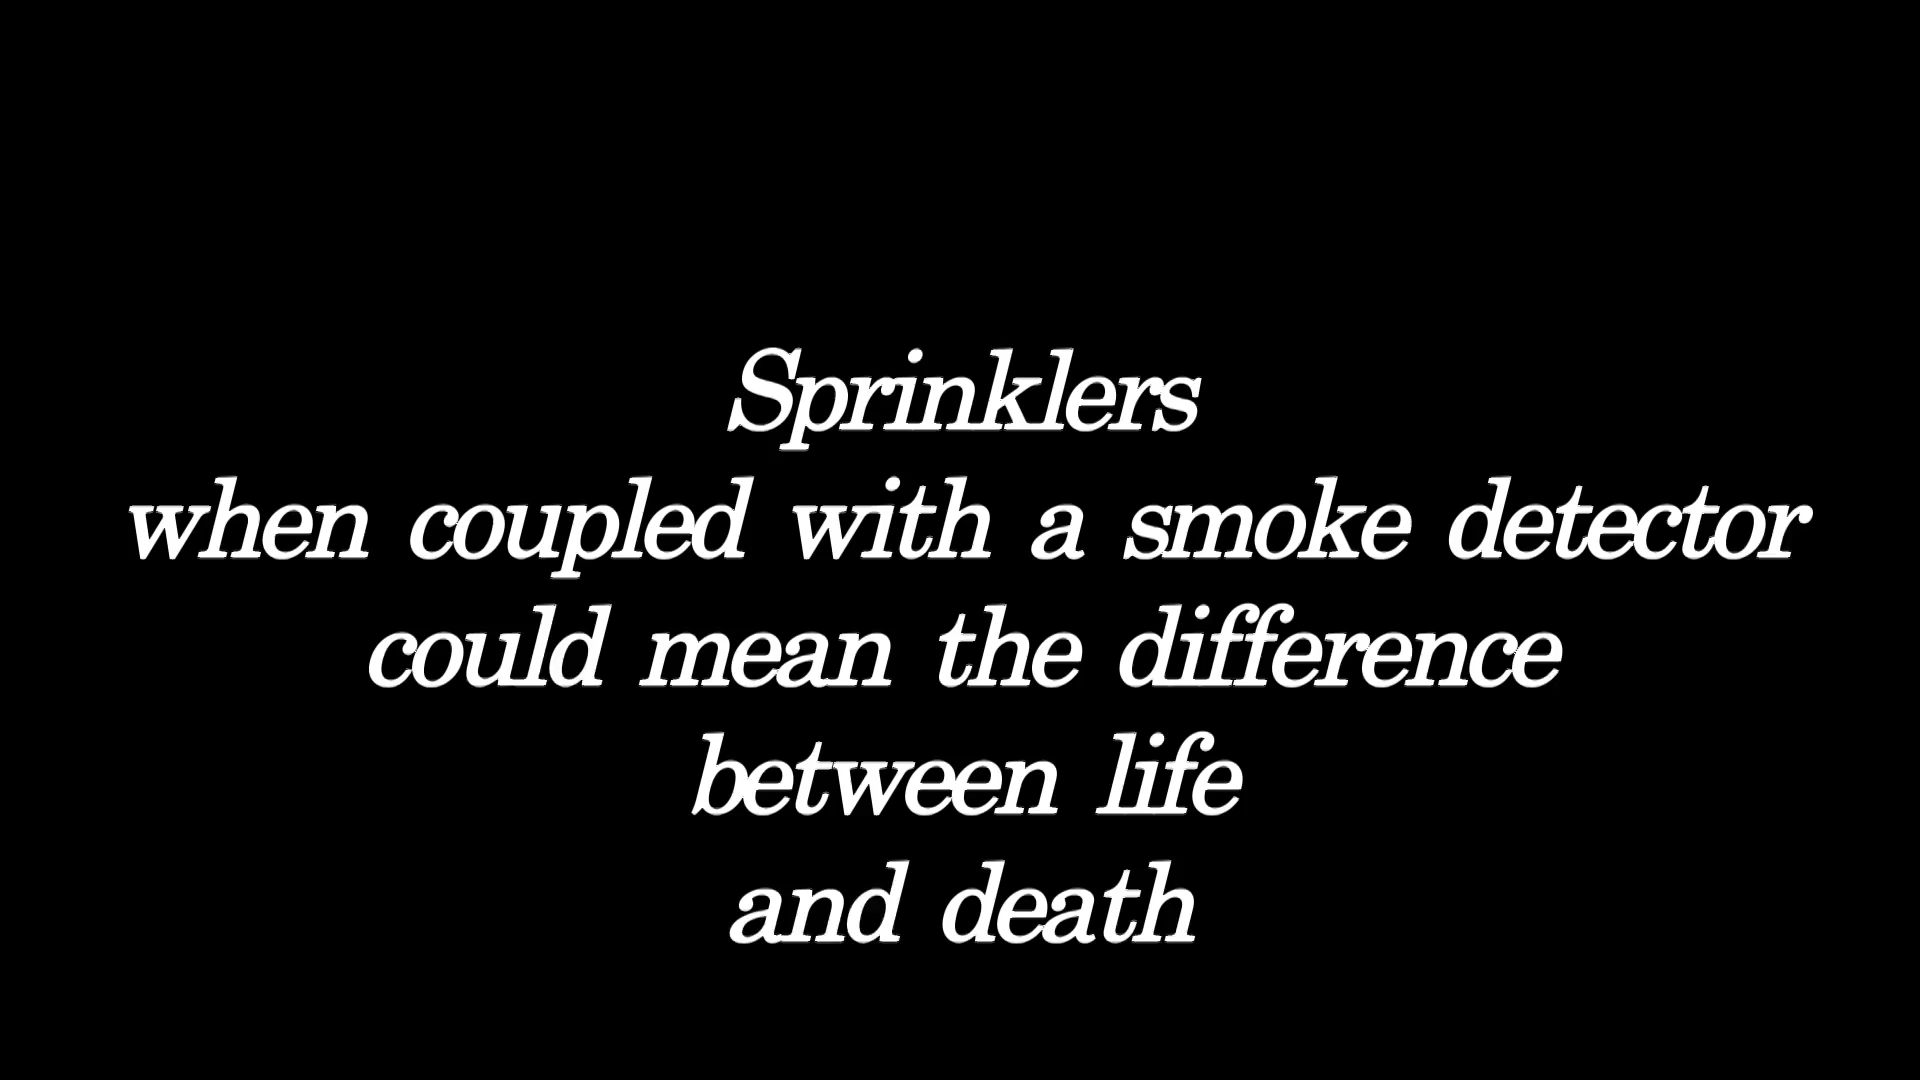 Sprinklers
when coupled with a smoke detector
could mean the difference
between life
and death